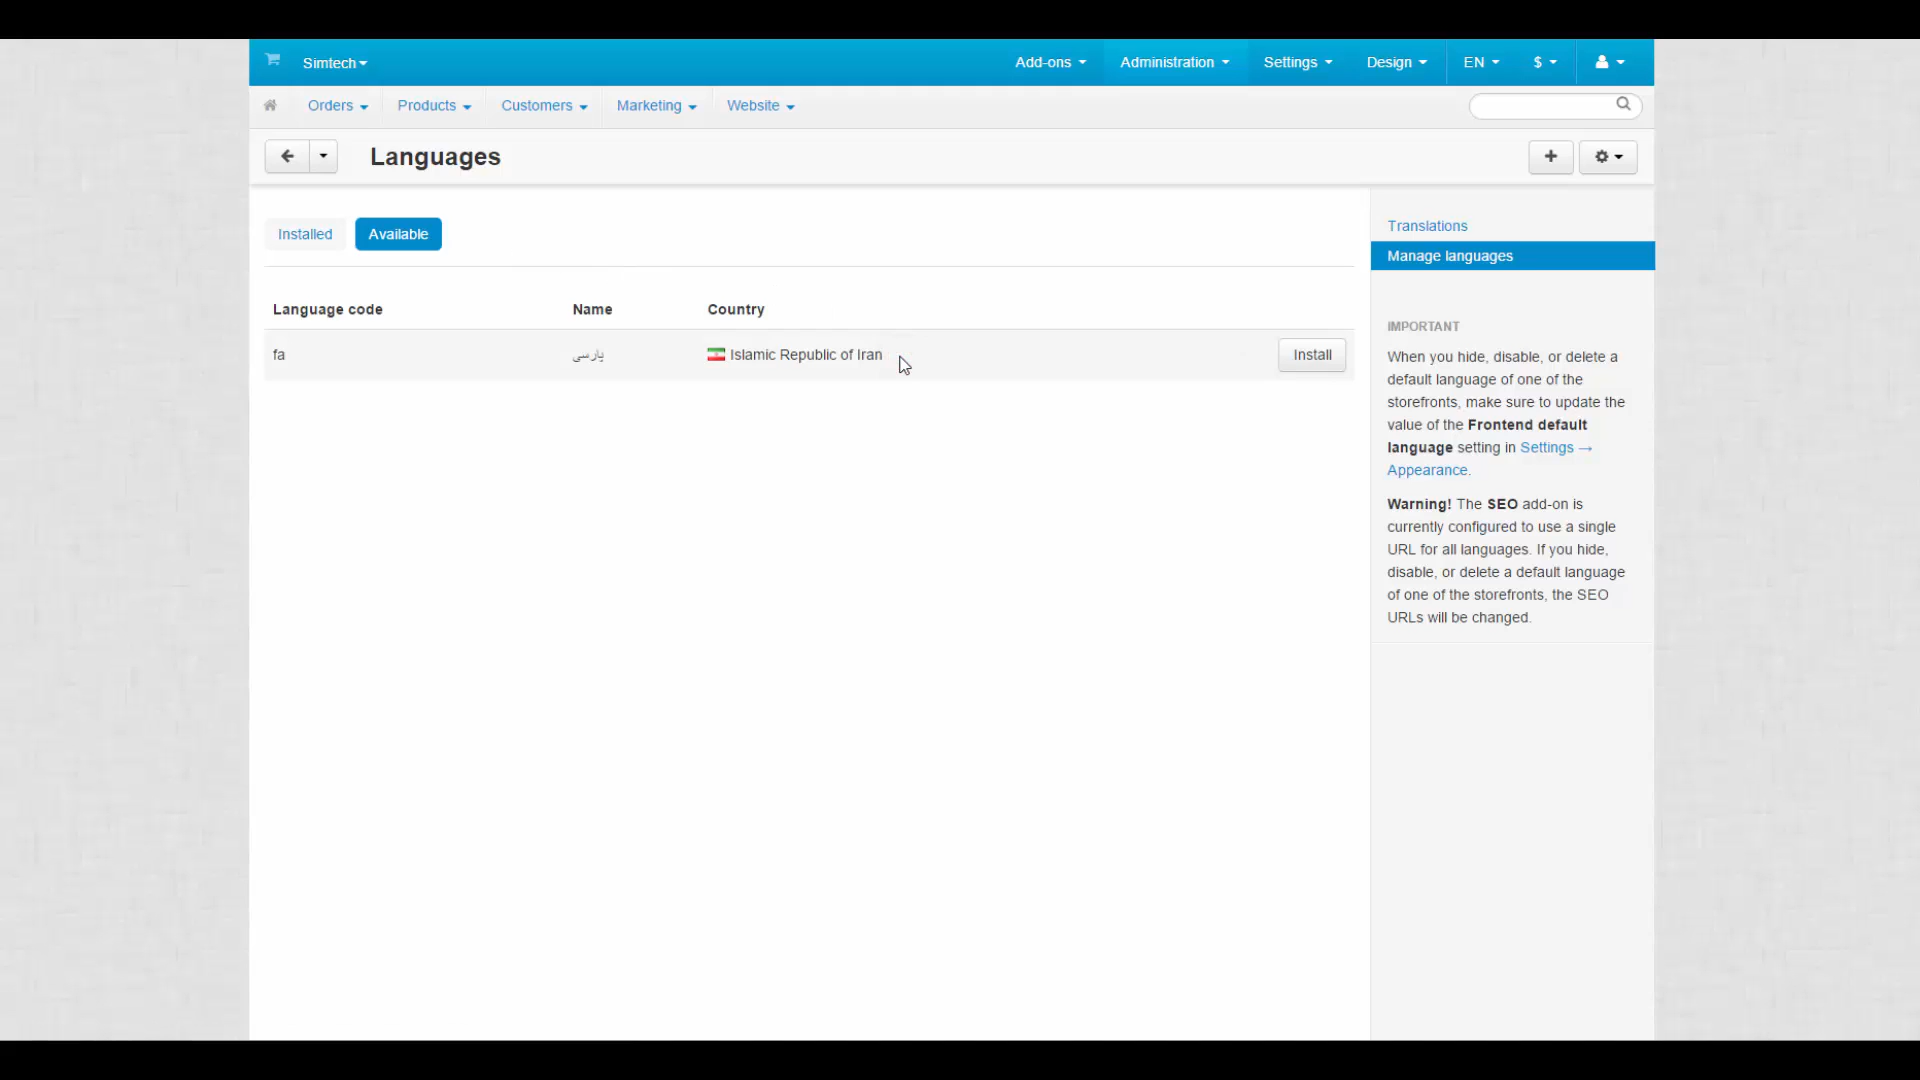 Simtech
Add-ons
Administration
Settings
Design
EN
$
Orders
Products
Customers
Marketing
Website
Languages
Installed
Available
Language code
Name
Country
fa
پارسی
Islamic Republic of Iran
Install
Translations
Manage languages
IMPORTANT
When you hide, disable, or delete a
default language of one of the
storefronts, make sure to update the
value of the Frontend default
language setting in Settings →
Appearance.
Warning! The SEO add-on is
currently configured to use a single
URL for all languages. If you hide,
disable, or delete a default language
of one of the storefronts, the SEO
URLs will be changed.